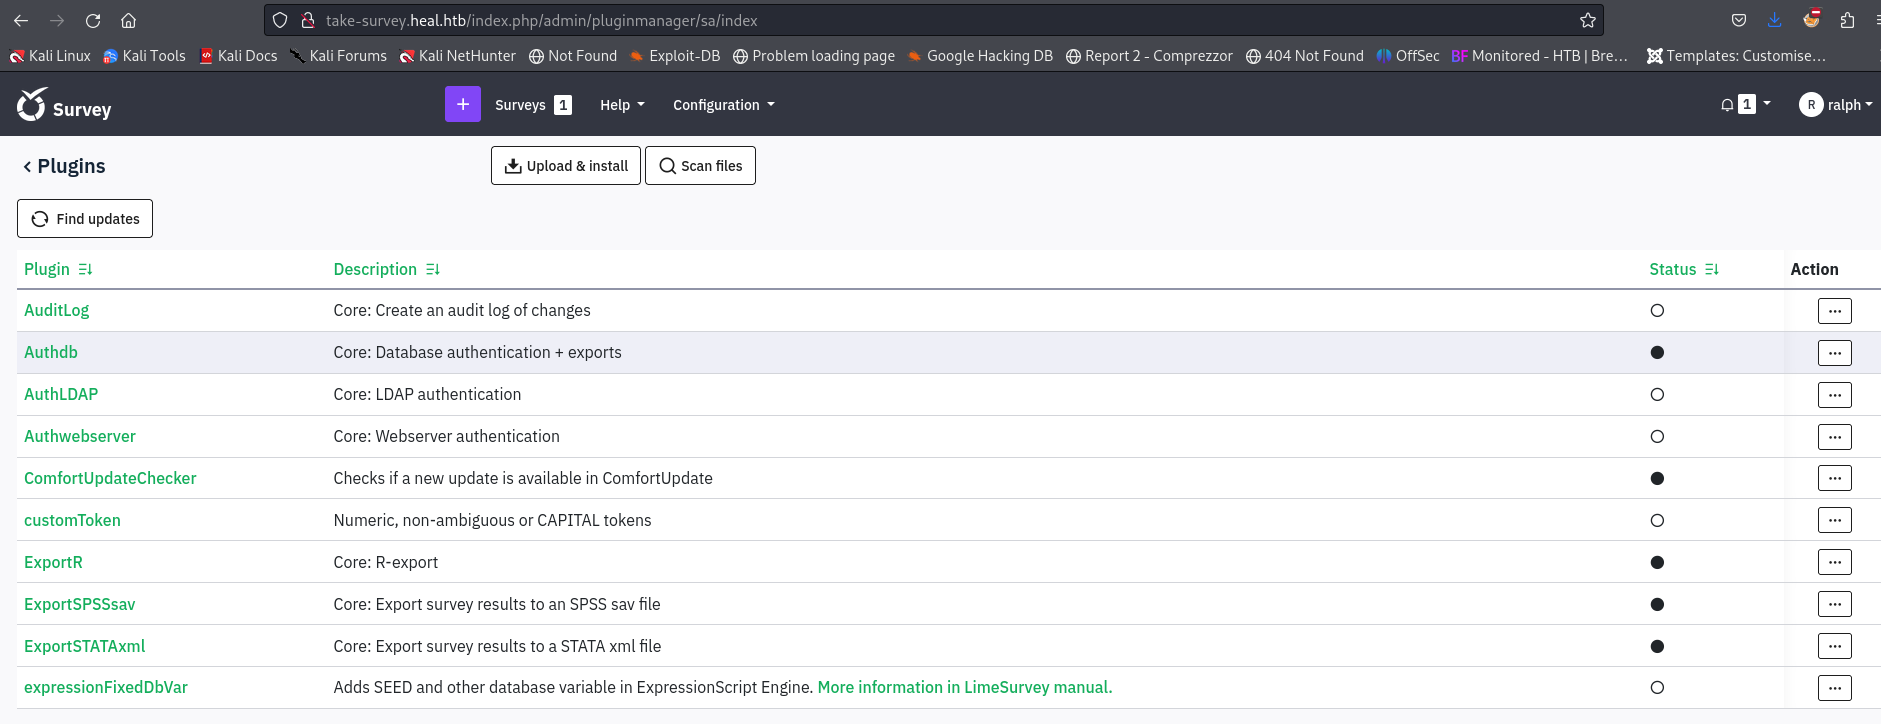 take-survey.heal.htb/index.php/admin/pluginmanager/sa/index
Kali Linux Kali Tools Kali Docs Kali Forums Kali NetHunter Not Found Exploit-DB Problem loading page Google Hacking DB Report 2 - Comprezzor 404 Not Found OffSec BF Monitored - HTB | Bre… Templates: Customise…
Survey + Surveys 1 Help Configuration 1 R ralph
Plugins Upload & install Scan files
Find updates
Plugin Description Status Action
AuditLog Core: Create an audit log of changes ...
Authdb Core: Database authentication + exports ...
AuthLDAP Core: LDAP authentication ...
Authwebserver Core: Webserver authentication ...
ComfortUpdateChecker Checks if a new update is available in ComfortUpdate ...
customToken Numeric, non-ambiguous or CAPITAL tokens ...
ExportR Core: R-export ...
ExportSPSSsav Core: Export survey results to an SPSS sav file ...
ExportSTATAxml Core: Export survey results to a STATA xml file ...
expressionFixedDbVar Adds SEED and other database variable in ExpressionScript Engine. More information in LimeSurvey manual. ...